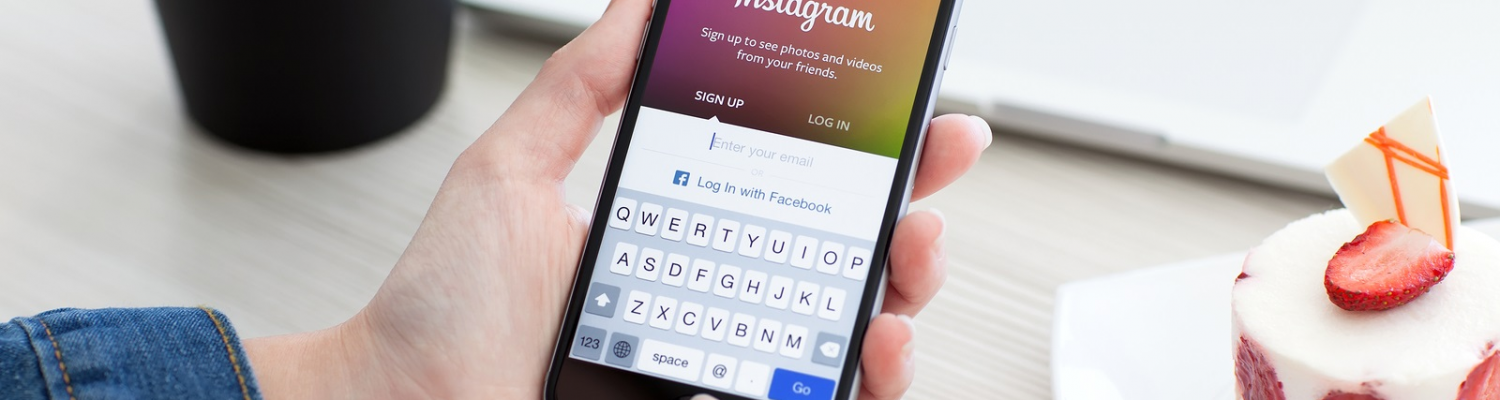 Instagram
Sign up to see photos and videos
from your friends.
SIGN UP
LOG IN
Enter your email
OR
Log In with Facebook
Q W E R T Y U I O P
A S D F G H J K L
Z X C V B N M
123 space @ . Go